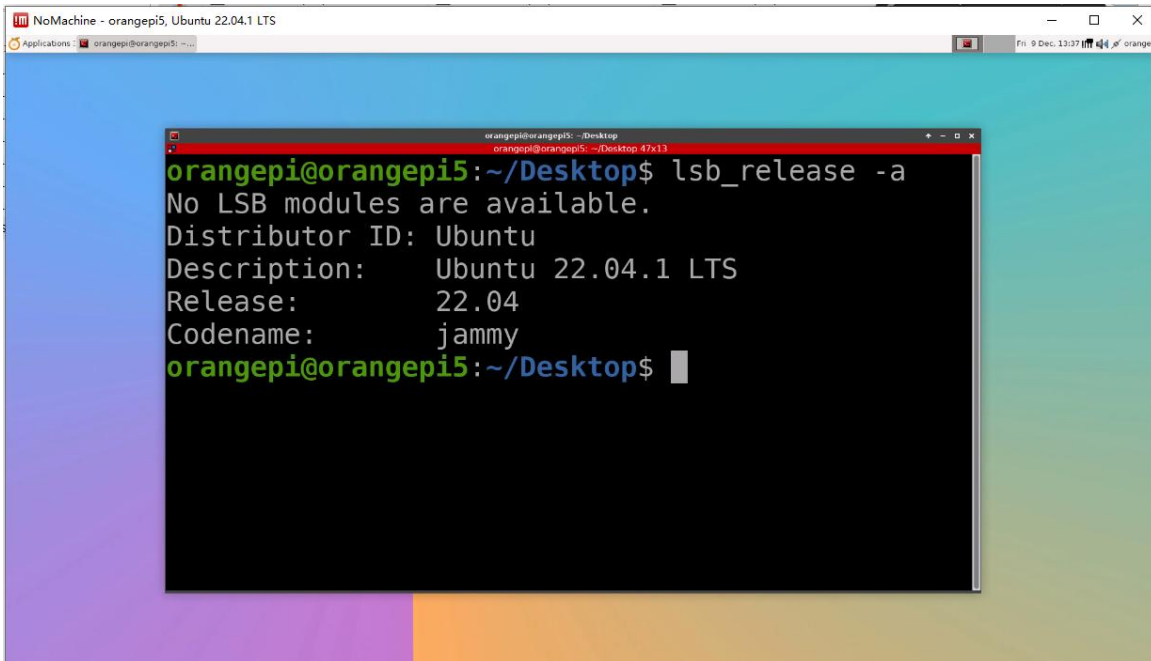 NoMachine - orangepi5, Ubuntu 22.04.1 LTS
Applications : orangepi@orangepi5: ~...
Fri 9 Dec, 13:37 orange
orangepi@orangepi5: ~/Desktop
orangepi@orangepi5: ~/Desktop 47x13
orangepi@orangepi5:~/Desktop$ lsb_release -a
No LSB modules are available.
Distributor ID: Ubuntu
Description: Ubuntu 22.04.1 LTS
Release: 22.04
Codename: jammy
orangepi@orangepi5:~/Desktop$